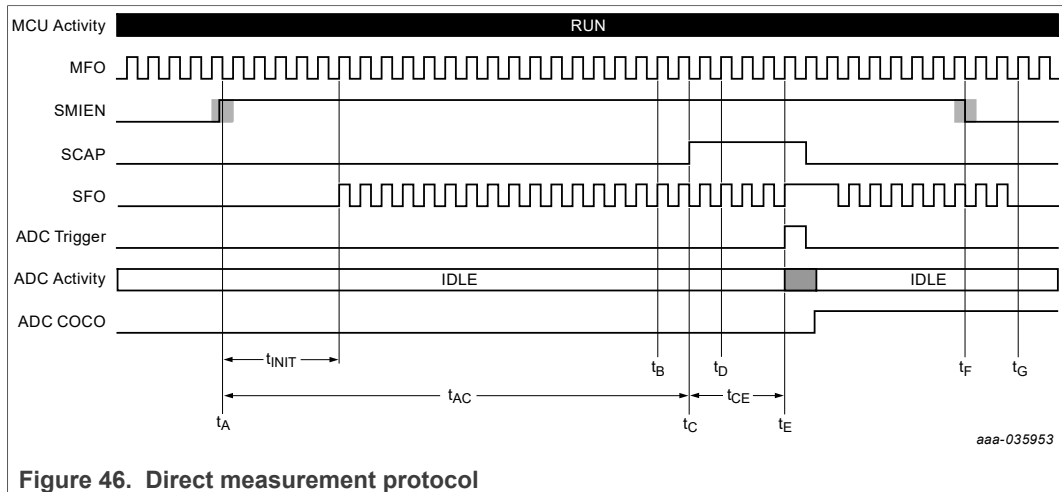 MCU Activity
RUN
MFO
SMIEN
SCAP
SFO
ADC Trigger
ADC Activity
IDLE
IDLE
ADC COCO
tINIT
tB
tD
tF
tG
tAC
tCE
tA
tC
tE
aaa-035953
Figure 46. Direct measurement protocol